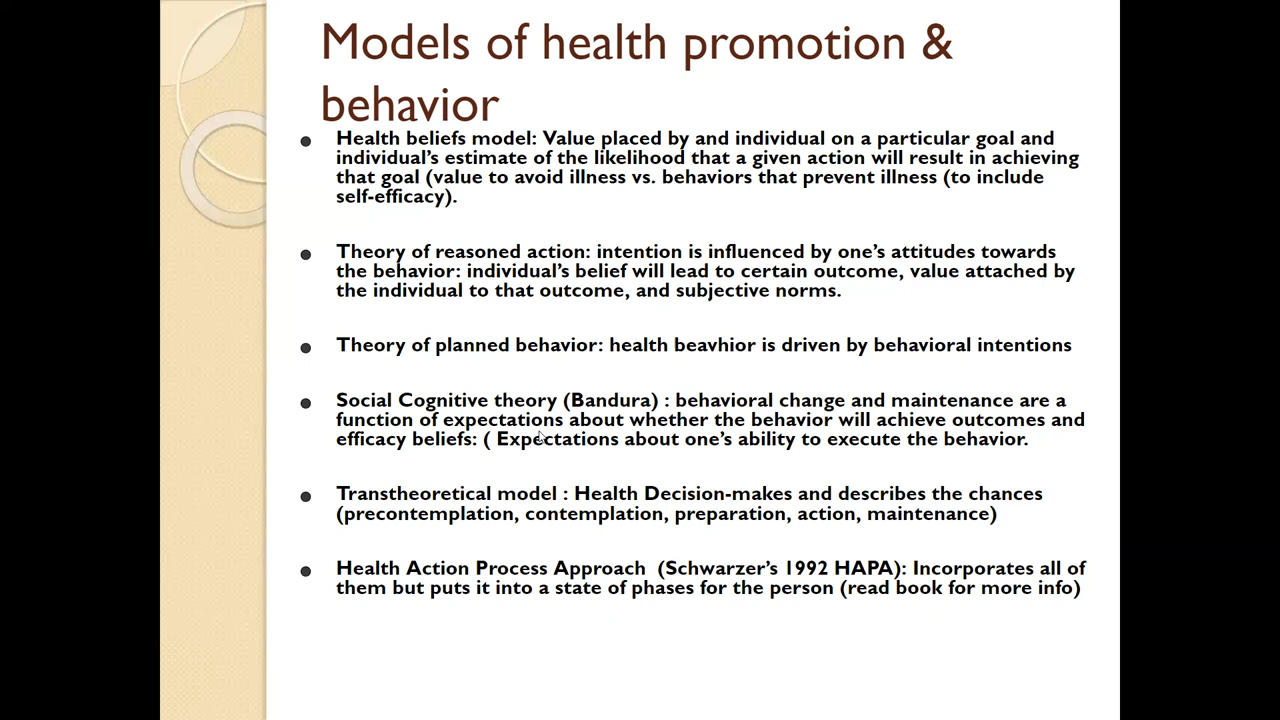 Models of health promotion &
behavior
• Health beliefs model: Value placed by and individual on a particular goal and
individual's estimate of the likelihood that a given action will result in achieving
that goal (value to avoid illness vs. behaviors that prevent illness (to include
self-efficacy).
• Theory of reasoned action: intention is influenced by one's attitudes towards
the behavior: individual's belief will lead to certain outcome, value attached by
the individual to that outcome, and subjective norms.
• Theory of planned behavior: health beavhior is driven by behavioral intentions
• Social Cognitive theory (Bandura) : behavioral change and maintenance are a
function of expectations about whether the behavior will achieve outcomes and
efficacy beliefs: ( Expectations about one's ability to execute the behavior.
• Transtheoretical model : Health Decision-makes and describes the chances
(precontemplation, contemplation, preparation, action, maintenance)
• Health Action Process Approach  (Schwarzer's 1992 HAPA): Incorporates all of
them but puts it into a state of phases for the person (read book for more info)